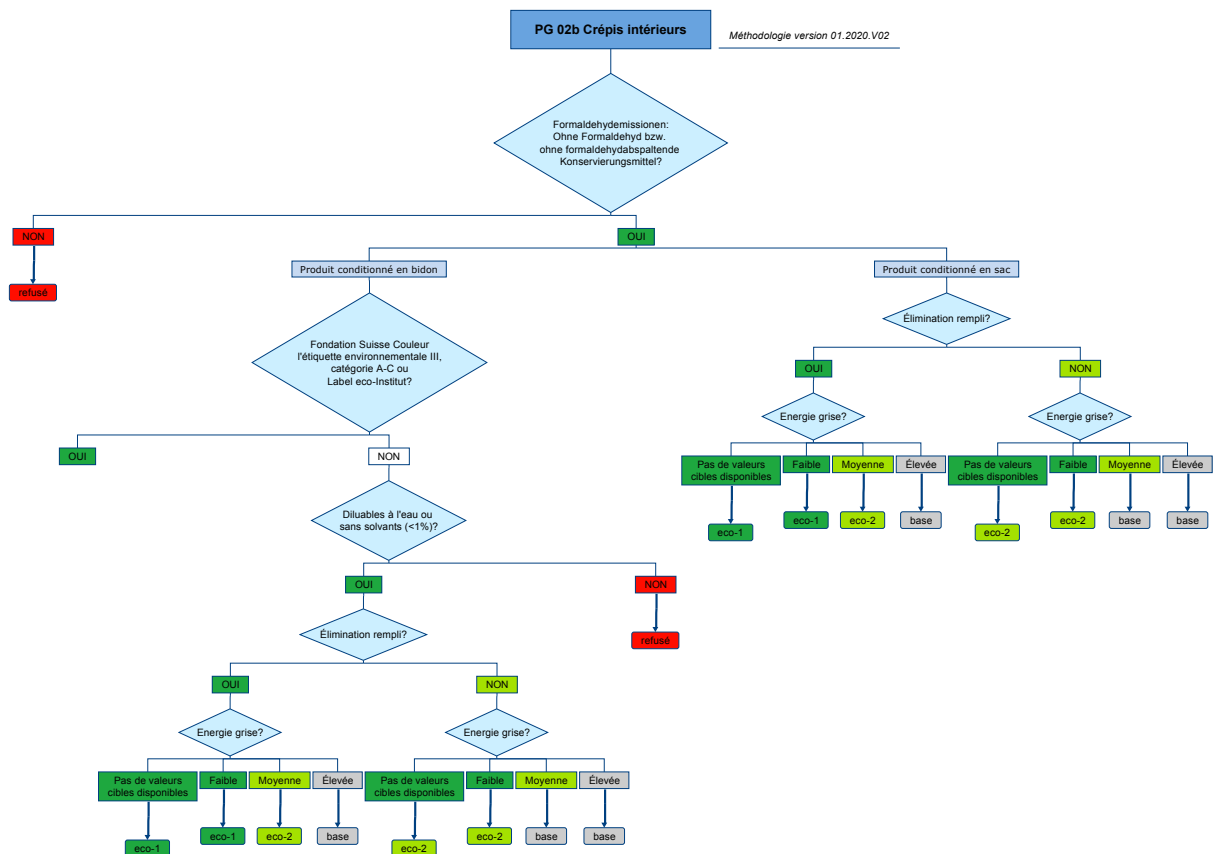 PG 02b Crépis intérieurs
Méthodologie version 01.2020.V02
Formaldehydemissionen:
Ohne Formaldehyd bzw.
ohne formaldehydabspaltende
Konservierungsmittel?
NON
OUI
refusé
Produit conditionné en bidon
Produit conditionné en sac
Fondation Suisse Couleur
l'étiquette environnementale III,
catégorie A-C ou
Label eco-Institut?
Élimination rempli?
OUI
NON
Energie grise?
Energie grise?
OUI
NON
Pas de valeurs
cibles disponibles
Faible
Moyenne
Élevée
Pas de valeurs
cibles disponibles
Faible
Moyenne
Élevée
eco-1
eco-1
eco-2
base
eco-2
eco-2
base
base
Diluables à l'eau ou
sans solvants (<1%)?
OUI
NON
refusé
Élimination rempli?
OUI
NON
Energie grise?
Energie grise?
Pas de valeurs
cibles disponibles
Faible
Moyenne
Élevée
Pas de valeurs
cibles disponibles
Faible
Moyenne
Élevée
eco-1
eco-1
eco-2
base
eco-2
eco-2
base
base